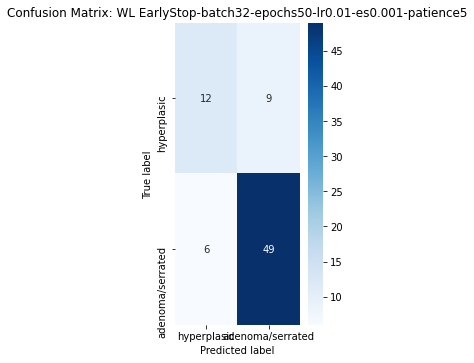 Confusion Matrix: WL EarlyStop-batch32-epochs50-lr0.01-es0.001-patience5
True label
hyperplasic
adenoma/serrated
12
9
6
49
hyperplasic
adenoma/serrated
Predicted label
45
40
35
30
25
20
15
10